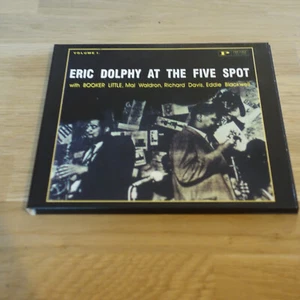 VOLUME 1.
ERIC DOLPHY AT THE FIVE SPOT
with BOOKER LITTLE, Mal Waldron, Richard Davis, Eddie Blackwell